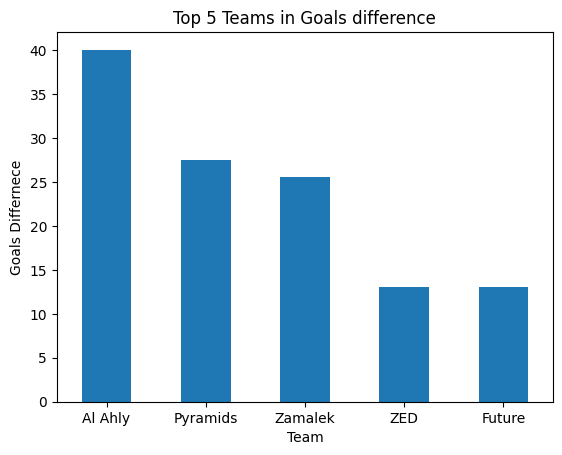 Top 5 Teams in Goals difference
40
35
30
25
20
15
10
5
0
Goals Differnece
Al Ahly Pyramids Zamalek ZED Future
Team